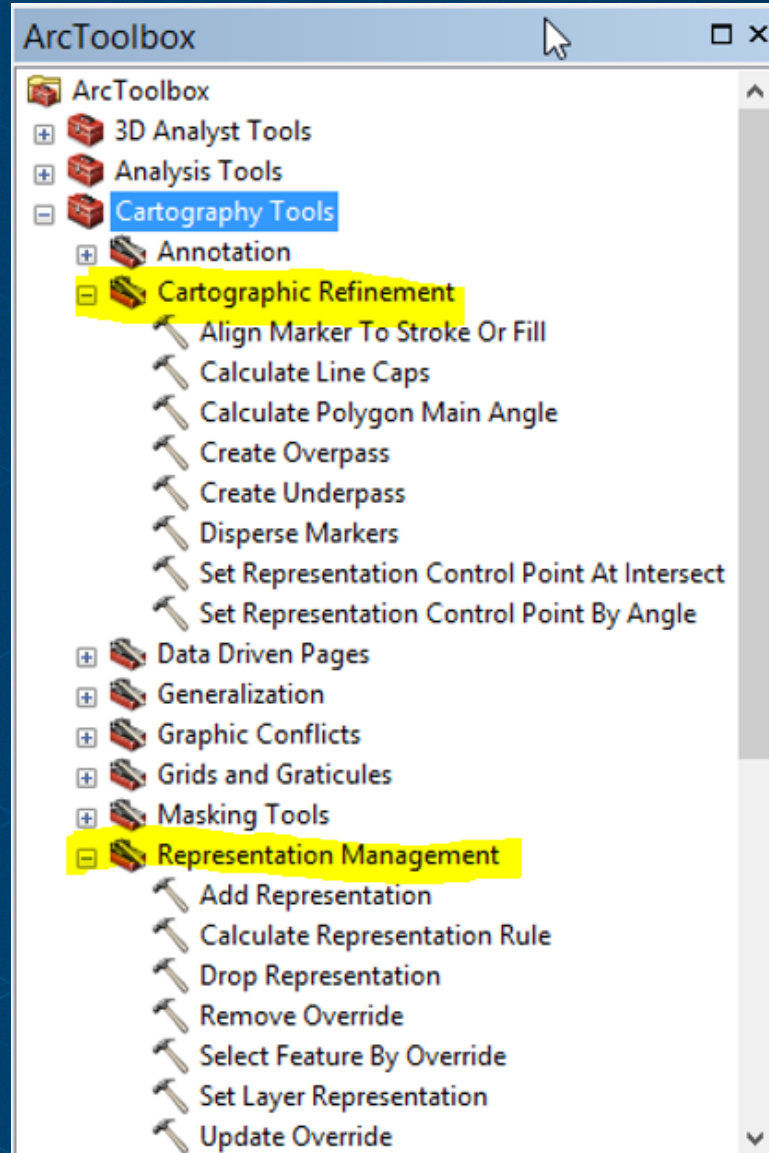 ArcToolbox
ArcToolbox
3D Analyst Tools
Analysis Tools
Cartography Tools
Annotation
Cartographic Refinement
Align Marker To Stroke Or Fill
Calculate Line Caps
Calculate Polygon Main Angle
Create Overpass
Create Underpass
Disperse Markers
Set Representation Control Point At Intersect
Set Representation Control Point By Angle
Data Driven Pages
Generalization
Graphic Conflicts
Grids and Graticules
Masking Tools
Representation Management
Add Representation
Calculate Representation Rule
Drop Representation
Remove Override
Select Feature By Override
Set Layer Representation
Update Override